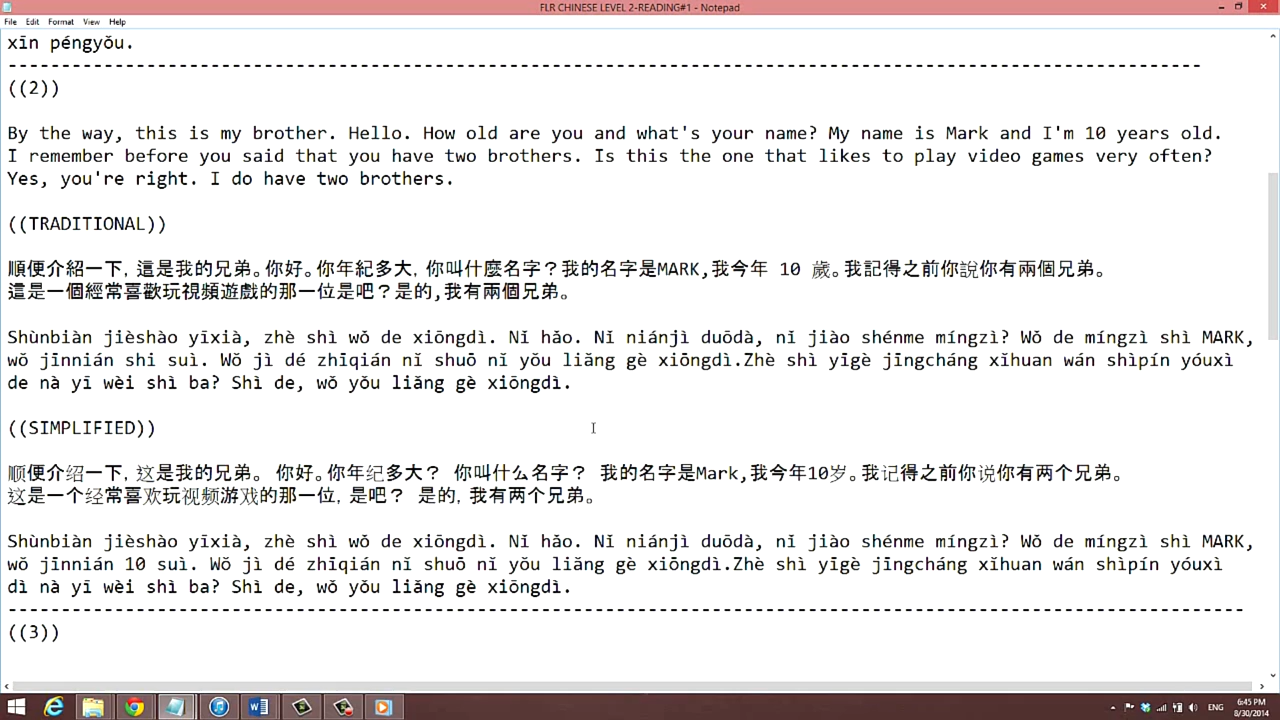 FLR CHINESE LEVEL 2-READING#1 - Notepad
File Edit Format View Help
xīn péngyǒu.
---------------------------------------------------------------------------------------------------------------
((2))
By the way, this is my brother. Hello. How old are you and what's your name? My name is Mark and I'm 10 years old.
I remember before you said that you have two brothers. Is this the one that likes to play video games very often?
Yes, you're right. I do have two brothers.
((TRADITIONAL))
順便介紹一下, 這是我的兄弟。你好。你年紀多大, 你叫什麼名字？我的名字是MARK,我今年 10 歲。我記得之前你說你有兩個兄弟。
這是一個經常喜歡玩視頻遊戲的那一位是吧？是的,我有兩個兄弟。
Shùnbiàn jièshào yīxià, zhè shì wǒ de xiōngdì. Nǐ hǎo. Nǐ niánjì duōdà, nǐ jiào shénme míngzì? Wǒ de míngzì shì MARK,
wǒ jīnnián shi suì. Wǒ jì dé zhīqián nǐ shuō nǐ yǒu liǎng gè xiōngdì.Zhè shì yīgè jīngcháng xǐhuan wán shìpín yóuxì
de nà yī wèi shì ba? Shì de, wǒ yǒu liǎng gè xiōngdì.
((SIMPLIFIED))
顺便介绍一下, 这是我的兄弟。 你好。你年纪多大？ 你叫什么名字？ 我的名字是Mark,我今年10岁。我记得之前你说你有两个兄弟。
这是一个经常喜欢玩视频游戏的那一位, 是吧？ 是的, 我有两个兄弟。
Shùnbiàn jièshào yīxià, zhè shì wǒ de xiōngdì. Nǐ hǎo. Nǐ niánjì duōdà, nǐ jiào shénme míngzì? Wǒ de míngzì shì MARK,
wǒ jīnnián 10 suì. Wǒ jì dé zhīqián nǐ shuō nǐ yǒu liǎng gè xiōngdì.Zhè shì yīgè jīngcháng xǐhuan wán shìpín yóuxì
dì nà yī wèi shì ba? Shì de, wǒ yǒu liǎng gè xiōngdì.
-------------------------------------------------------------------------------------------------------------------
((3))
ENG
6:45 PM
8/30/2014